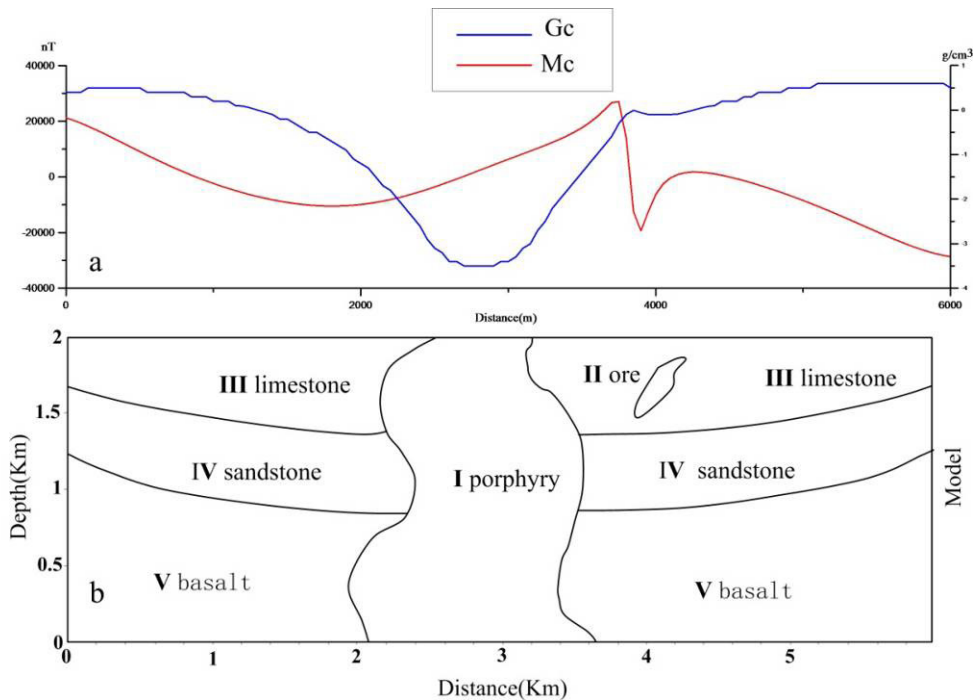 Gc
Mc
nT
g/cm³
40000
20000
0
-20000
-40000
1
0
-1
-2
-3
-4
a
0
2000
4000
6000
Distance(m)
2
1.5
1
0.5
0
Depth(Km)
III limestone
II ore
III limestone
IV sandstone
I porphyry
IV sandstone
V basalt
V basalt
b
Model
0
1
2
3
4
5
Distance(Km)